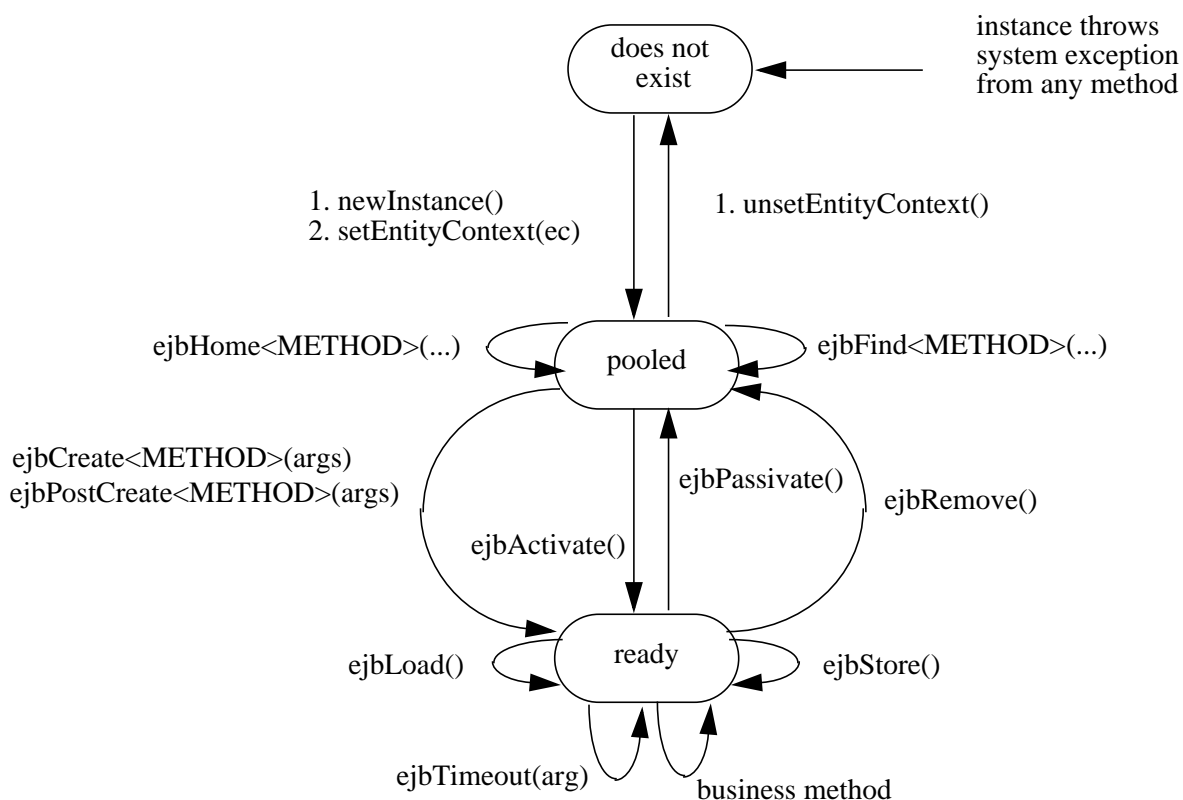 does not
exist
instance throws
system exception
from any method
1. newInstance()
2. setEntityContext(ec)
1. unsetEntityContext()
ejbHome<METHOD>(...)
pooled
ejbFind<METHOD>(...)
ejbCreate<METHOD>(args)
ejbPostCreate<METHOD>(args)
ejbPassivate()
ejbRemove()
ejbActivate()
ready
ejbLoad()
ejbStore()
ejbTimeout(arg)
business method